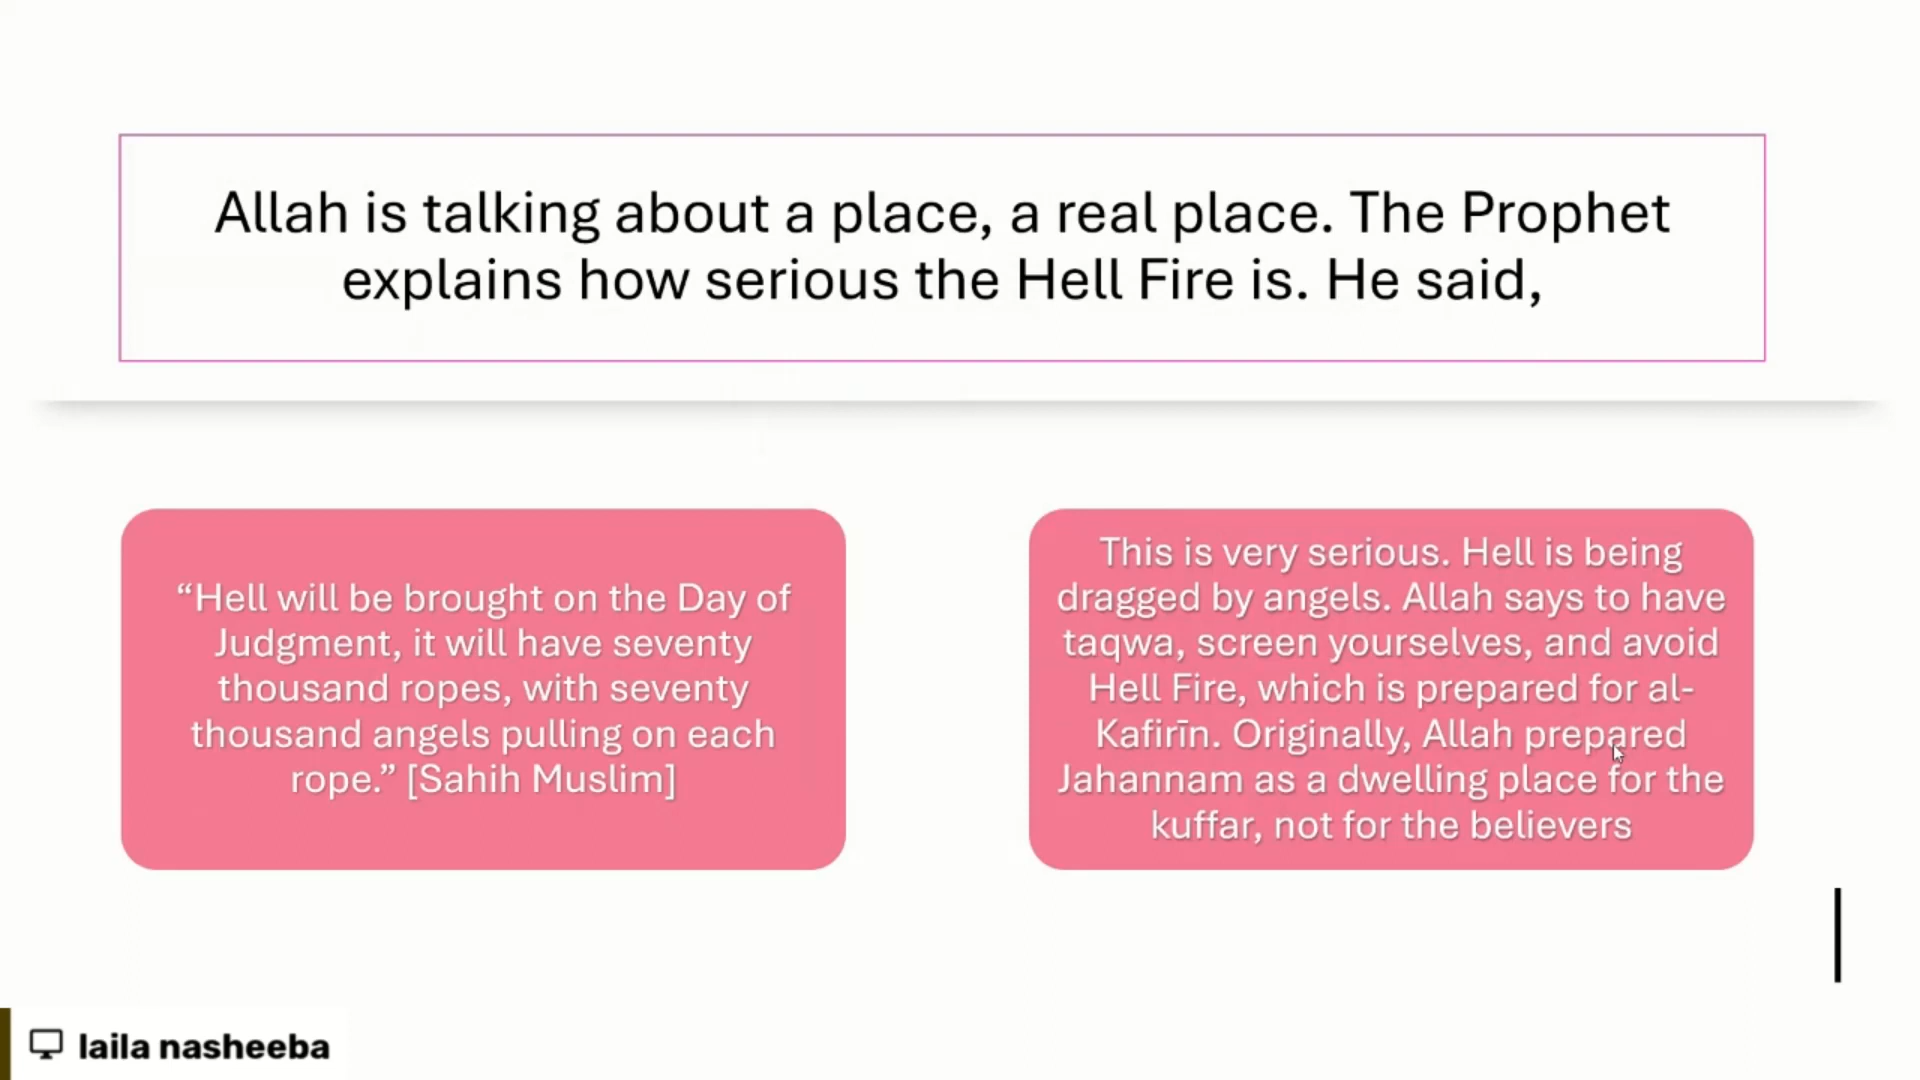 Allah is talking about a place, a real place. The Prophet
explains how serious the Hell Fire is. He said,
“Hell will be brought on the Day of
Judgment, it will have seventy
thousand ropes, with seventy
thousand angels pulling on each
rope.” [Sahih Muslim]
This is very serious. Hell is being
dragged by angels. Allah says to have
taqwa, screen yourselves, and avoid
Hell Fire, which is prepared for al-
Kafirīn. Originally, Allah prepared
Jahannam as a dwelling place for the
kuffar, not for the believers
laila nasheeba